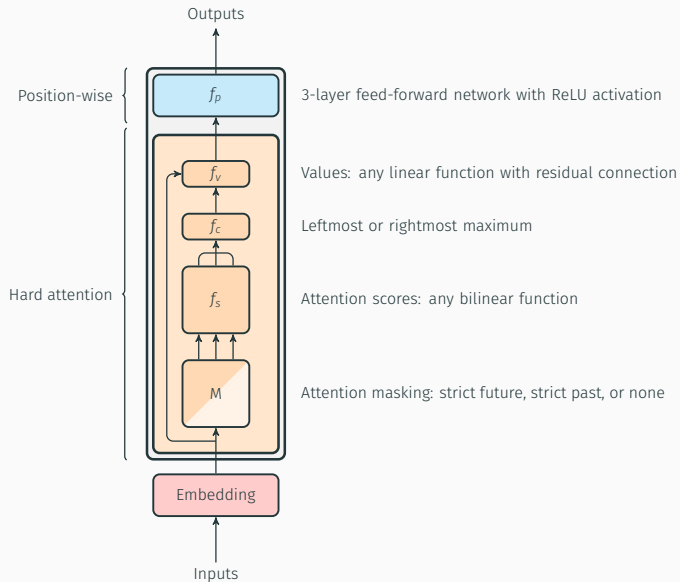 Outputs
Position-wise
fp
3-layer feed-forward network with ReLU activation
fv
Values: any linear function with residual connection
fc
Leftmost or rightmost maximum
Hard attention
fs
Attention scores: any bilinear function
M
Attention masking: strict future, strict past, or none
Embedding
Inputs